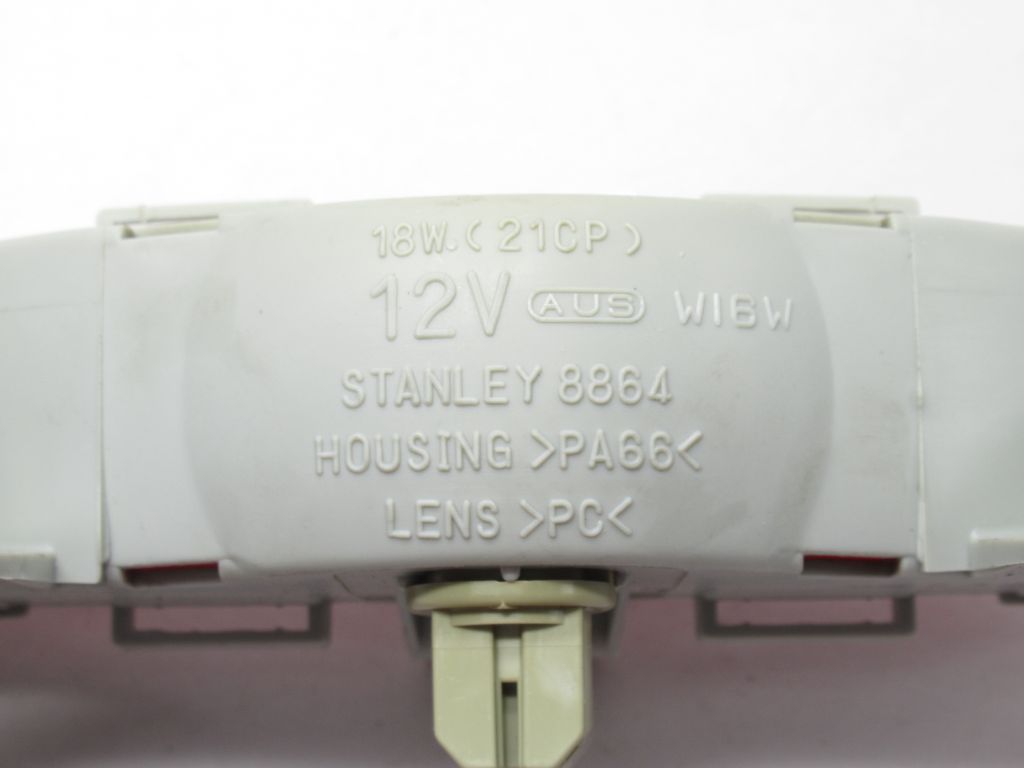 18W.(21CP)
12V AUS W16W
STANLEY 8864
HOUSING >PA66<
LENS >PC<